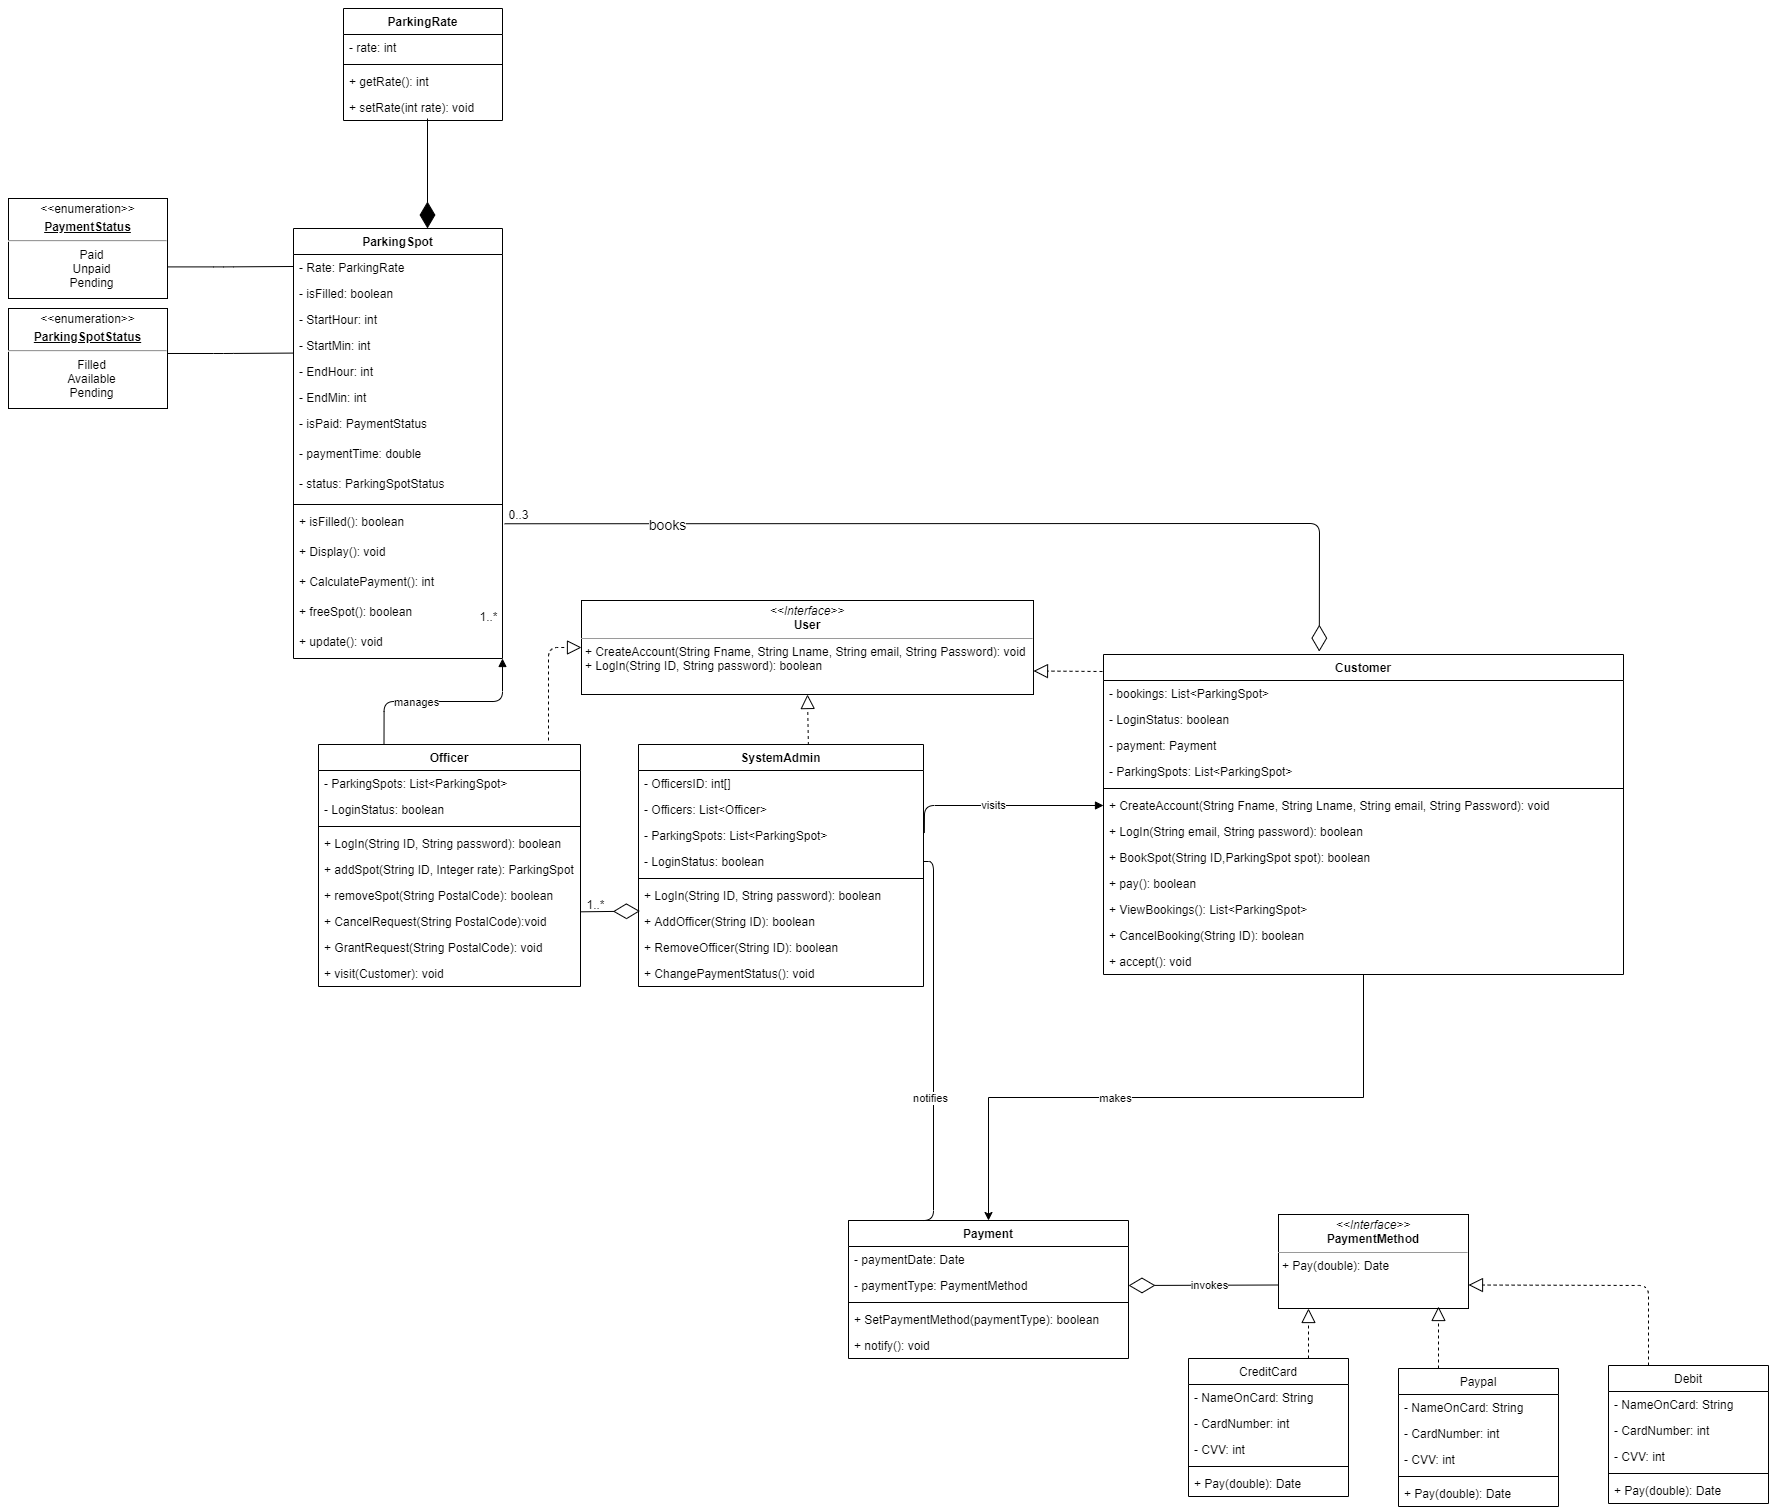 ParkingRate
- rate: int
+ getRate(): int
+ setRate(int rate): void
<<enumeration>>
PaymentStatus
Paid
Unpaid
Pending
<<enumeration>>
ParkingSpotStatus
Filled
Available
Pending
ParkingSpot
- Rate: ParkingRate
- isFilled: boolean
- StartHour: int
- StartMin: int
- EndHour: int
- EndMin: int
- isPaid: PaymentStatus
- paymentTime: double
- status: ParkingSpotStatus
+ isFilled(): boolean
+ Display(): void
+ CalculatePayment(): int
+ freeSpot(): boolean
1..*
+ update(): void
0..3
books
<<Interface>>
User
+ CreateAccount(String Fname, String Lname, String email, String Password): void
+ LogIn(String ID, String password): boolean
manages
Officer
- ParkingSpots: List<ParkingSpot>
- LoginStatus: boolean
+ LogIn(String ID, String password): boolean
+ addSpot(String ID, Integer rate): ParkingSpot
+ removeSpot(String PostalCode): boolean
+ CancelRequest(String PostalCode):void
+ GrantRequest(String PostalCode): void
+ visit(Customer): void
1..*
SystemAdmin
- OfficersID: int[]
- Officers: List<Officer>
- ParkingSpots: List<ParkingSpot>
- LoginStatus: boolean
+ LogIn(String ID, String password): boolean
+ AddOfficer(String ID): boolean
+ RemoveOfficer(String ID): boolean
+ ChangePaymentStatus(): void
visits
Customer
- bookings: List<ParkingSpot>
- LoginStatus: boolean
- payment: Payment
- ParkingSpots: List<ParkingSpot>
+ CreateAccount(String Fname, String Lname, String email, String Password): void
+ LogIn(String email, String password): boolean
+ BookSpot(String ID,ParkingSpot spot): boolean
+ pay(): boolean
+ ViewBookings(): List<ParkingSpot>
+ CancelBooking(String ID): boolean
+ accept(): void
notifies
makes
Payment
- paymentDate: Date
- paymentType: PaymentMethod
+ SetPaymentMethod(paymentType): boolean
+ notify(): void
invokes
<<Interface>>
PaymentMethod
+ Pay(double): Date
CreditCard
- NameOnCard: String
- CardNumber: int
- CVV: int
+ Pay(double): Date
Paypal
- NameOnCard: String
- CardNumber: int
- CVV: int
+ Pay(double): Date
Debit
- NameOnCard: String
- CardNumber: int
- CVV: int
+ Pay(double): Date